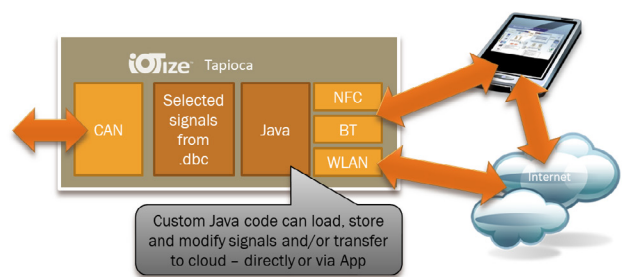 iOTize™ Tapioca
CAN
Selected
signals
from
.dbc
Java
NFC
BT
WLAN
Internet
Custom Java code can load, store
and modify signals and/or transfer
to cloud – directly or via App